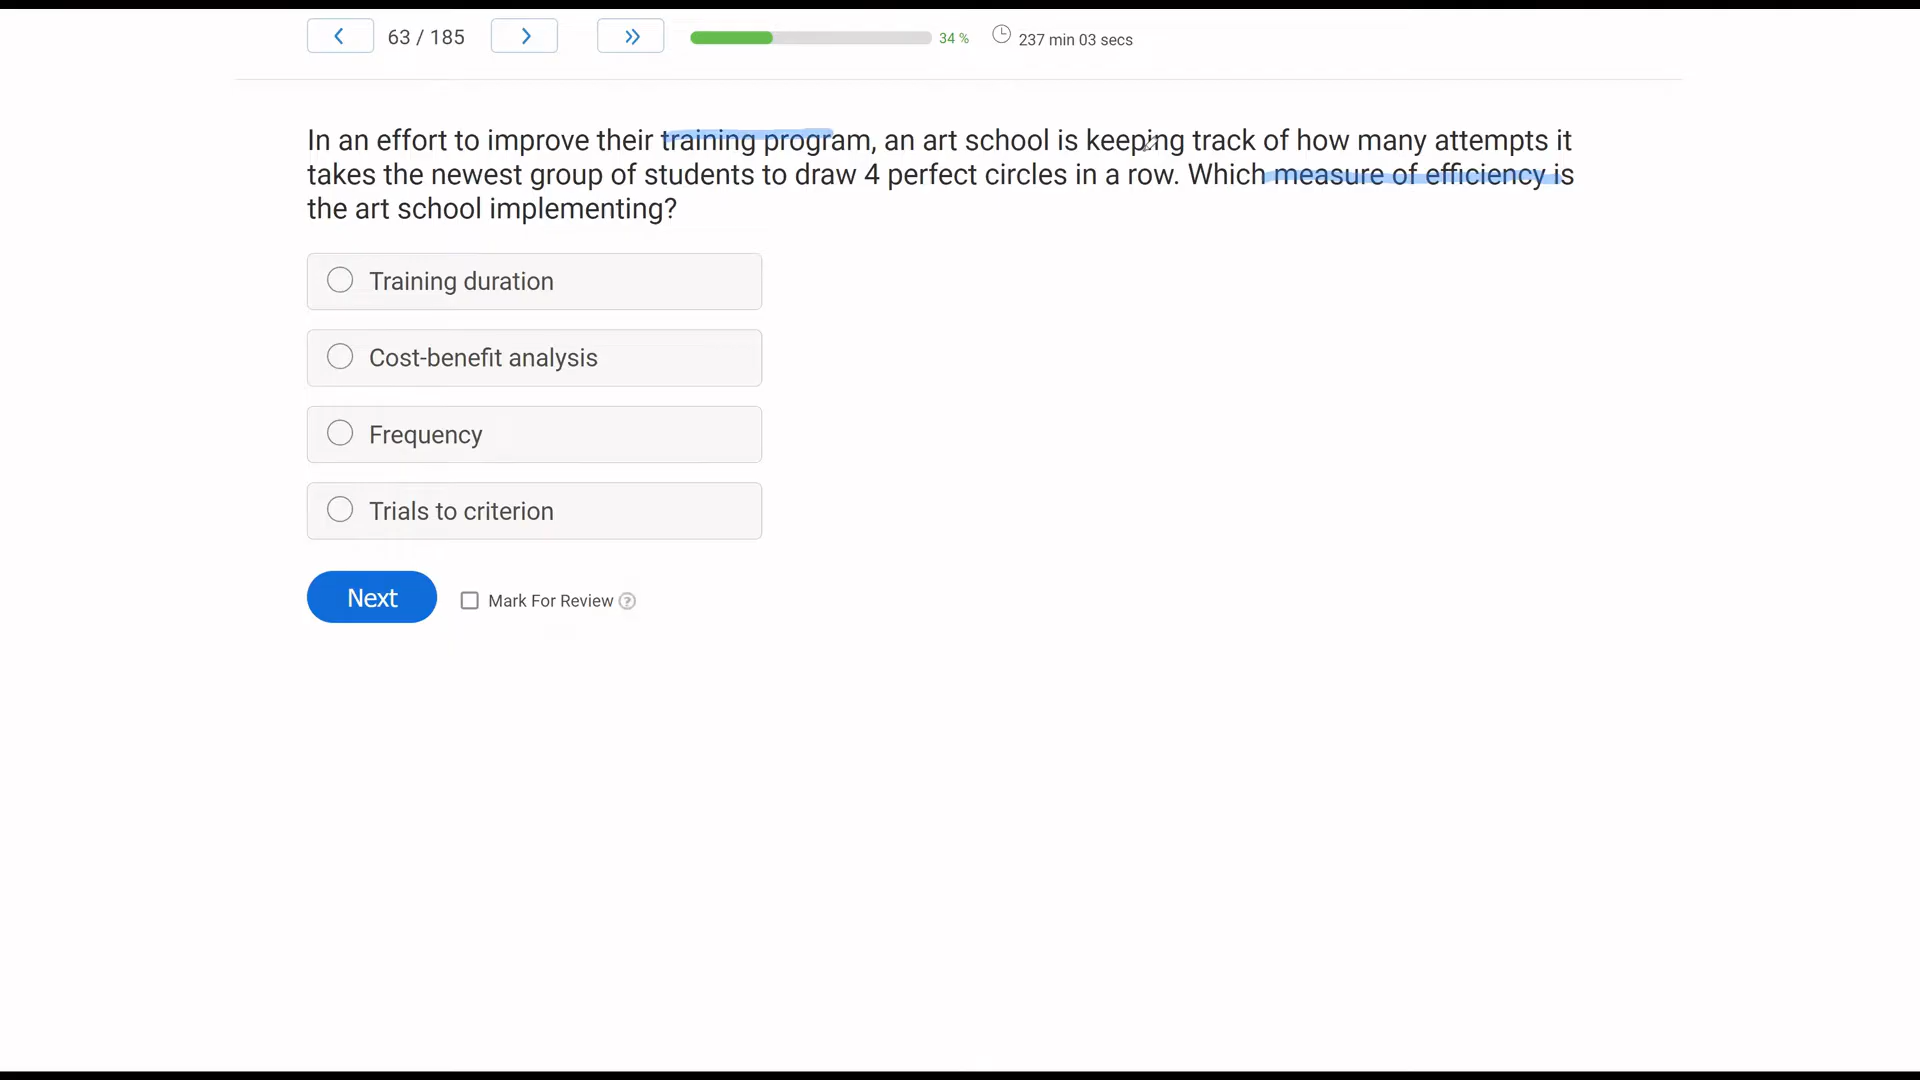 63 / 185
34 %
237 min 03 secs
In an effort to improve their training program, an art school is keeping track of how many attempts it
takes the newest group of students to draw 4 perfect circles in a row. Which measure of efficiency is
the art school implementing?
Training duration
Cost-benefit analysis
Frequency
Trials to criterion
Next
Mark For Review ?